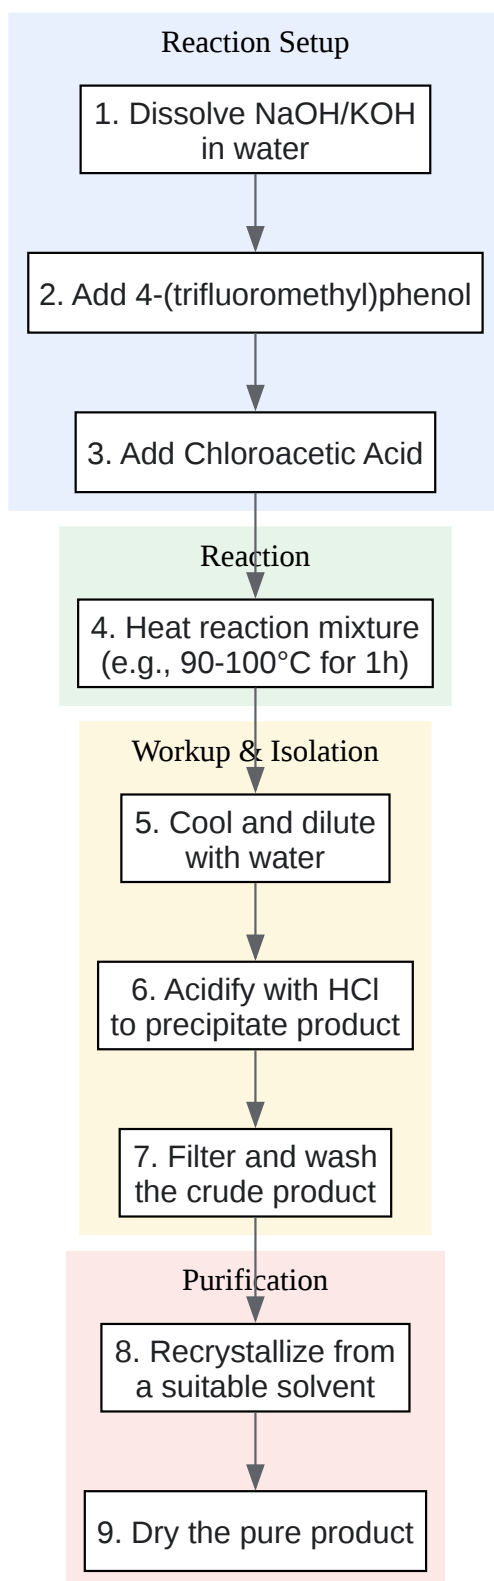 Reaction Setup
1. Dissolve NaOH/KOH
in water
2. Add 4-(trifluoromethyl)phenol
3. Add Chloroacetic Acid
Reaction
4. Heat reaction mixture
(e.g., 90-100°C for 1h)
Workup & Isolation
5. Cool and dilute
with water
6. Acidify with HCl
to precipitate product
7. Filter and wash
the crude product
Purification
8. Recrystallize from
a suitable solvent
9. Dry the pure product